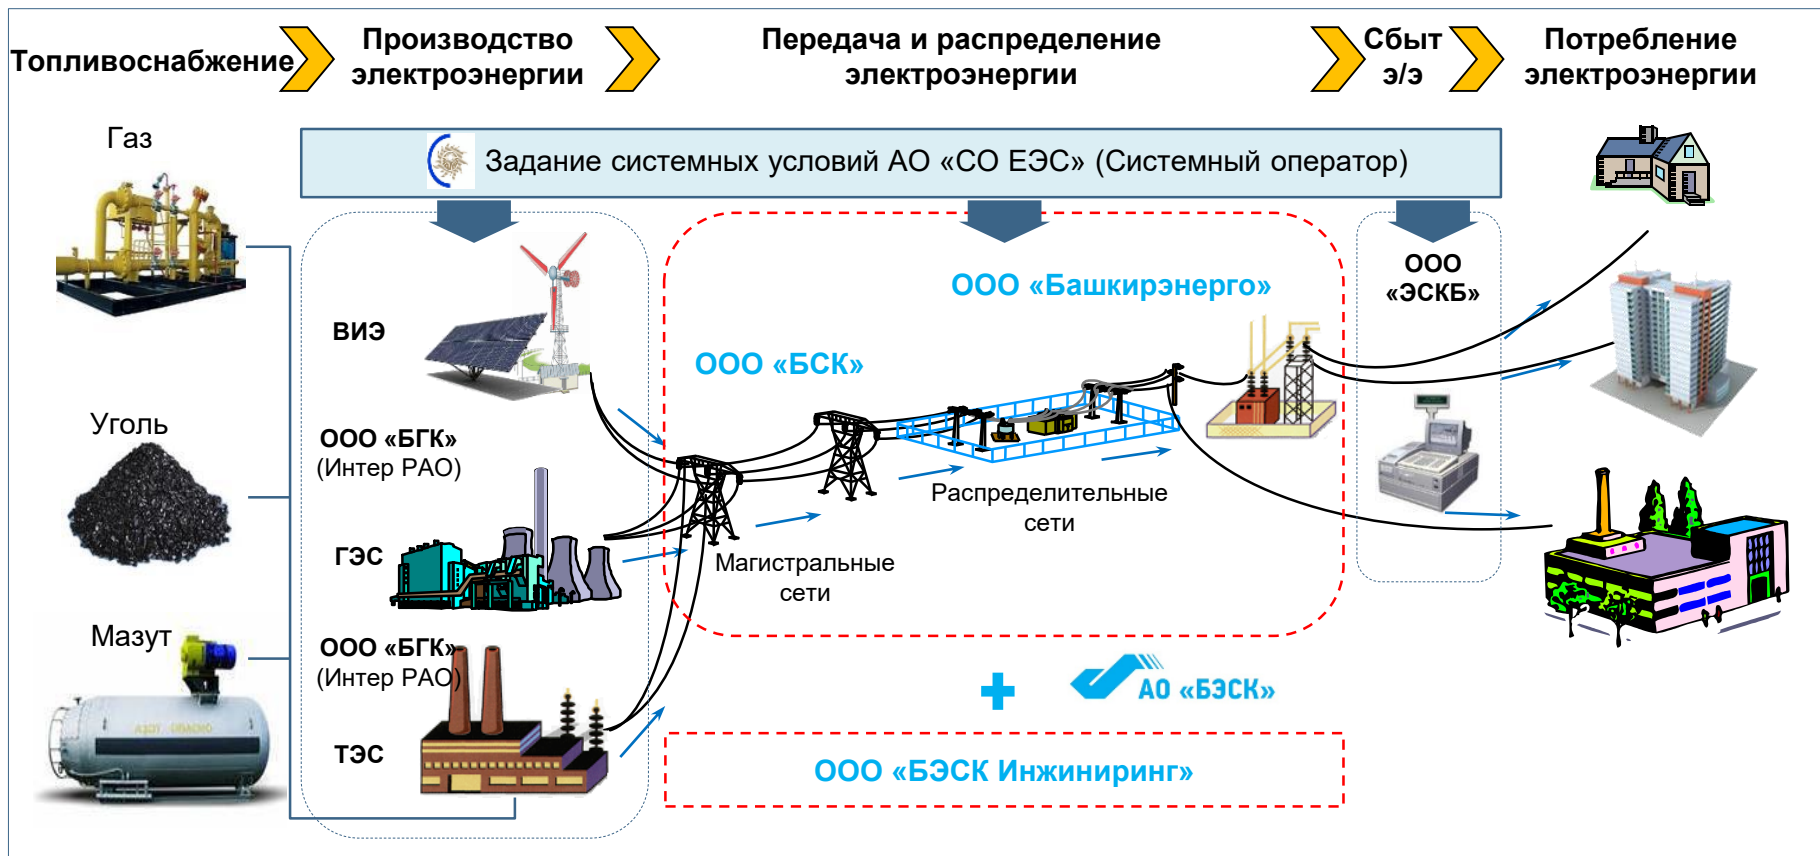 Топливоснабжение
Производство
электроэнергии
Передача и распределение
электроэнергии
Сбыт
э/э
Потребление
электроэнергии
Задание системных условий АО «СО ЕЭС» (Системный оператор)
Газ
Уголь
Мазут
ВИЭ
ООО «БГК»
(Интер РАО)
ГЭС
ООО «БГК»
(Интер РАО)
ТЭС
ООО «БСК»
ООО «Башкирэнерго»
Магистральные
сети
Распределительные
сети
ООО
«ЭСКБ»
+
АО «БЭСК»
ООО «БЭСК Инжиниринг»